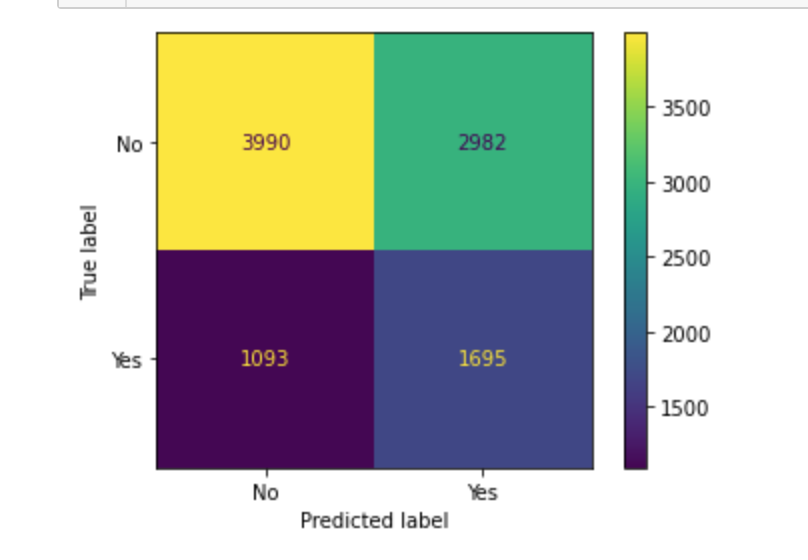 No
3990
2982
Yes
1093
1695
No
Yes
Predicted label
True label
3500
3000
2500
2000
1500